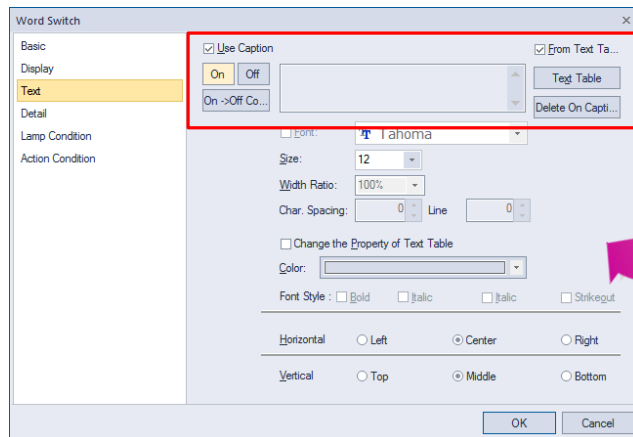 Word Switch
Basic
Display
Text
Detail
Lamp Condition
Action Condition
Use Caption
From Text Ta...
On Off
Text Table
On ->Off Co...
Delete On Capti...
Font: Tahoma
Size: 12
Width Ratio: 100%
Char. Spacing: 0 Line 0
Change the Property of Text Table
Color:
Font Style : Bold Italic Italic Strikeout
Horizontal Left Center Right
Vertical Top Middle Bottom
OK Cancel